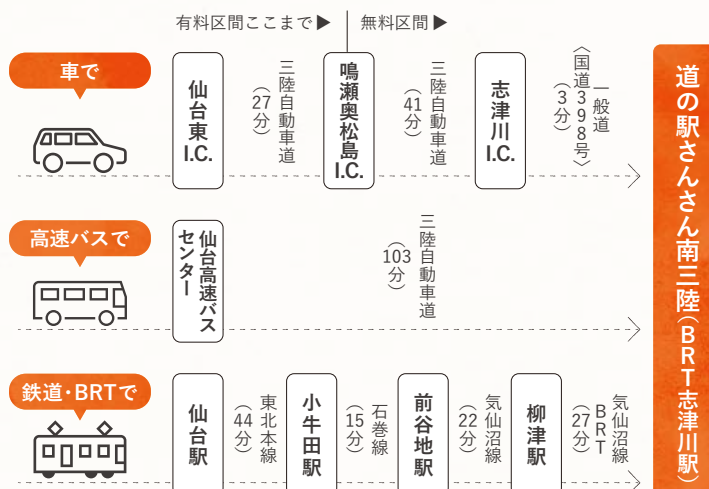 有料区間ここまで▶
無料区間▶
車で
仙台東
I.C.
三陸自動車道
（27分）
鳴瀬奥松島
I.C.
三陸自動車道
（41分）
志津川
I.C.
一般道
〈国道398号〉
（3分）
高速バスで
仙台高速バス
センター
三陸自動車道
（103分）
鉄道・BRTで
仙台駅
東北本線
（44分）
小牛田駅
石巻線
（15分）
前谷地駅
気仙沼線
（22分）
柳津駅
気仙沼線
BRT
（27分）
道の駅さんさん南三陸（BRT志津川駅）